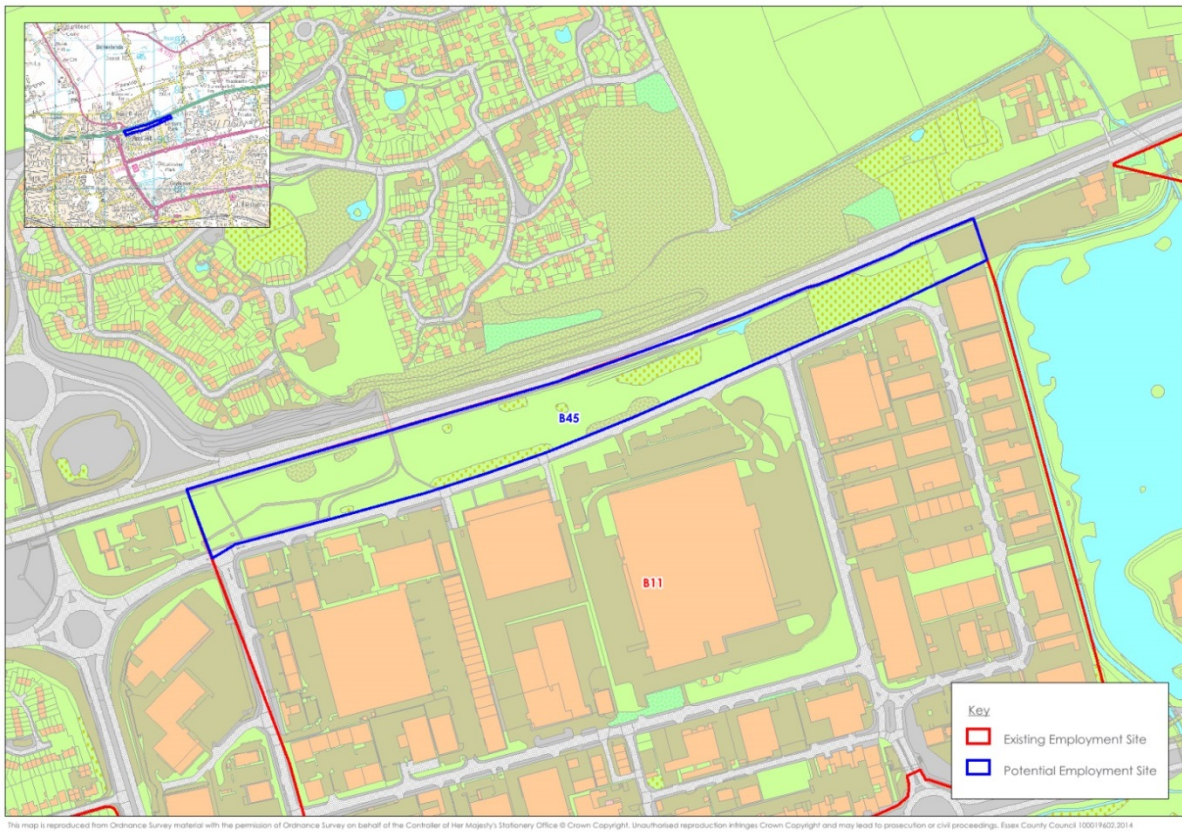 B45
B11
Key
Existing Employment Site
Potential Employment Site
This map is reproduced from Ordnance Survey material with the permission of Ordnance Survey on behalf of the Controller of Her Majesty's Stationery Office © Crown Copyright. Unauthorised reproduction infringes Crown Copyright and may lead to prosecution or civil proceedings. Essex County Council 100019602,2014